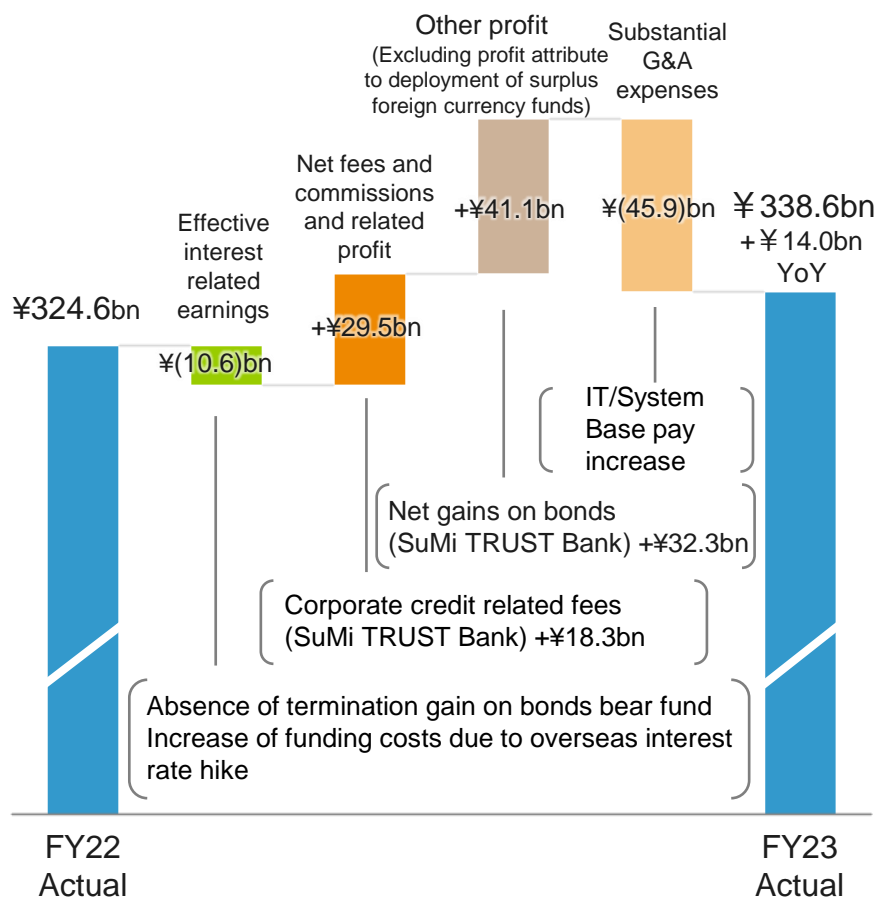 Other profit
(Excluding profit attribute
to deployment of surplus
foreign currency funds)
Substantial
G&A
expenses
Net fees and
commissions
and related
profit
Effective
interest
related
earnings
¥324.6bn
¥(10.6)bn
+¥29.5bn
+¥41.1bn
¥(45.9)bn
¥338.6bn
+¥14.0bn
YoY
IT/System
Base pay
increase
Net gains on bonds
(SuMi TRUST Bank) +¥32.3bn
Corporate credit related fees
(SuMi TRUST Bank) +¥18.3bn
Absence of termination gain on bonds bear fund
Increase of funding costs due to overseas interest
rate hike
FY22
Actual
FY23
Actual